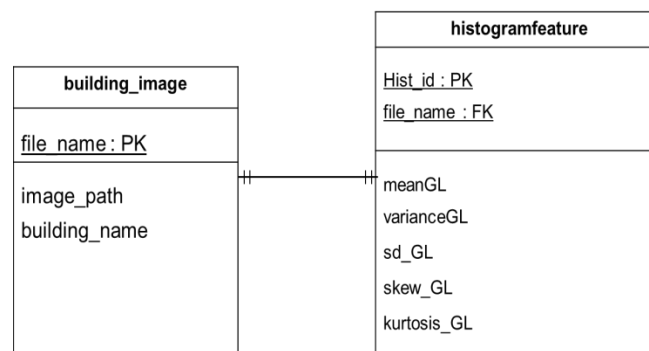 building_image
file_name : PK
image_path
building_name
histogramfeature
Hist_id : PK
file_name : FK
meanGL
varianceGL
sd_GL
skew_GL
kurtosis_GL